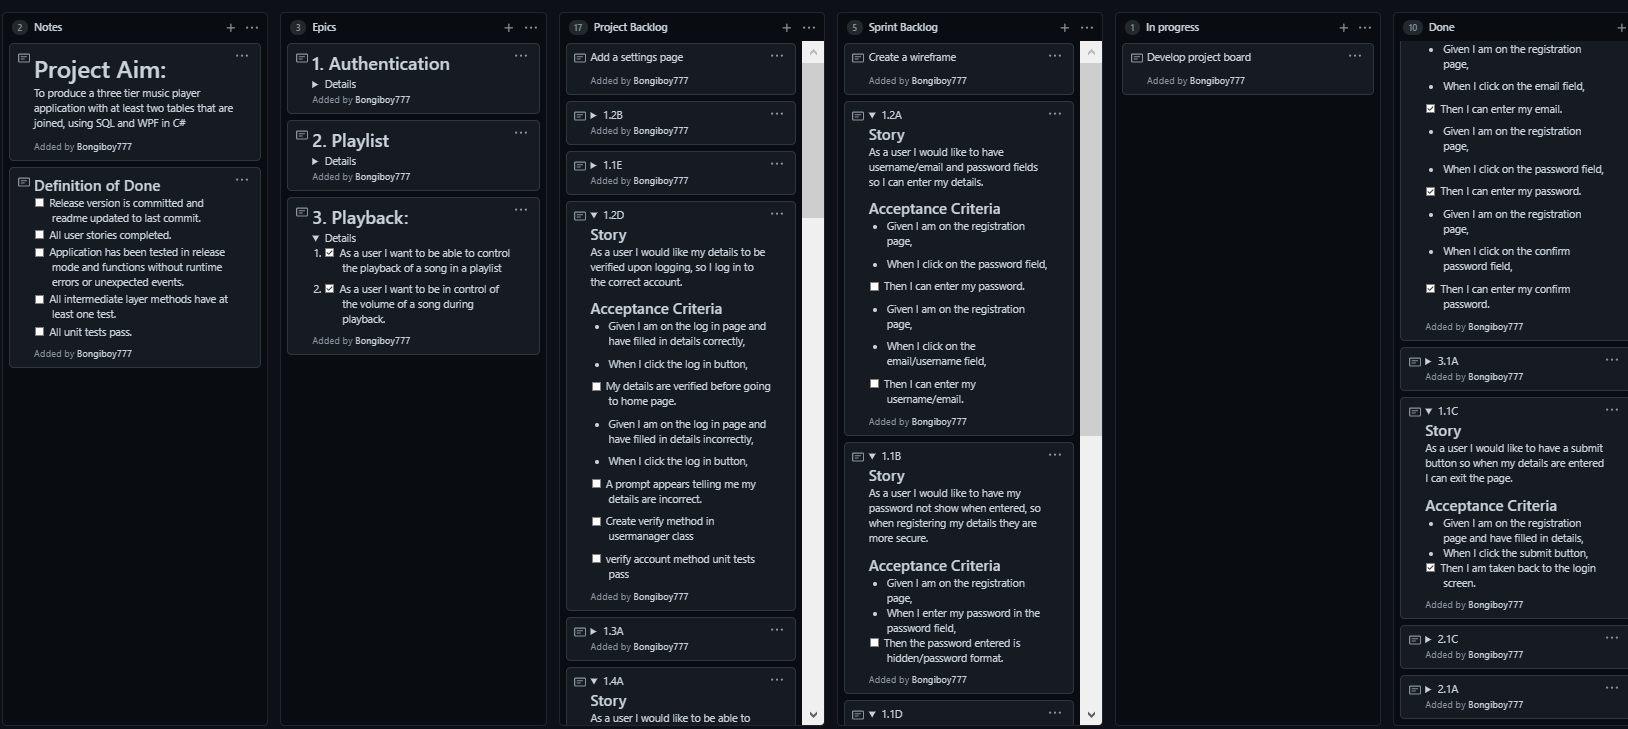 2 Notes
Project Aim:
To produce a three tier music player
application with at least two tables that are
joined, using SQL and WPF in C#
Added by Bongiboy777
Definition of Done
Release version is committed and
readme updated to last commit.
All user stories completed.
Application has been tested in release
mode and functions without runtime
errors or unexpected events.
All intermediate layer methods have at
least one test.
All unit tests pass.
Added by Bongiboy777
3 Epics
1. Authentication
Details
Added by Bongiboy777
2. Playlist
Details
Added by Bongiboy777
3. Playback:
Details
1. As a user I want to be able to control
the playback of a song in a playlist
2. As a user I want to be in control of
the volume of a song during
playback.
Added by Bongiboy777
17 Project Backlog
Add a settings page
Added by Bongiboy777
1.2B
Added by Bongiboy777
1.1E
Added by Bongiboy777
1.2D
Story
As a user I would like my details to be
verified upon logging, so I log in to
the correct account.
Acceptance Criteria
Given I am on the log in page and
have filled in details correctly,
When I click the log in button,
My details are verified before going
to home page.
Given I am on the log in page and
have filled in details incorrectly,
When I click the log in button,
A prompt appears telling me my
details are incorrect.
Create verify method in
usermanager class
verify account method unit tests
pass
Added by Bongiboy777
1.3A
Added by Bongiboy777
1.4A
Story
As a user I would like to be able to
5 Sprint Backlog
Create a wireframe
Added by Bongiboy777
1.2A
Story
As a user I would like to have
username/email and password fields
so I can enter my details.
Acceptance Criteria
Given I am on the registration
page,
When I click on the password field,
Then I can enter my password.
Given I am on the registration
page,
When I click on the
email/username field,
Then I can enter my
username/email.
Added by Bongiboy777
1.1B
Story
As a user I would like to have my
password not show when entered, so
when registering my details they are
more secure.
Acceptance Criteria
Given I am on the registration
page,
When I enter my password in the
password field,
Then the password entered is
hidden/password format.
Added by Bongiboy777
1.1D
1 In progress
Develop project board
Added by Bongiboy777
10 Done
Given I am on the registration
page,
When I click on the email field,
Then I can enter my email.
Given I am on the registration
page,
When I click on the password field,
Then I can enter my password.
Given I am on the registration
page,
When I click on the confirm
password field,
Then I can enter my confirm
password.
Added by Bongiboy777
3.1A
Added by Bongiboy777
1.1C
Story
As a user I would like to have a submit
button so when my details are entered
I can exit the page.
Acceptance Criteria
Given I am on the registration
page and have filled in details,
When I click the submit button,
Then I am taken back to the login
screen.
Added by Bongiboy777
2.1C
Added by Bongiboy777
2.1A
Added by Bongiboy777